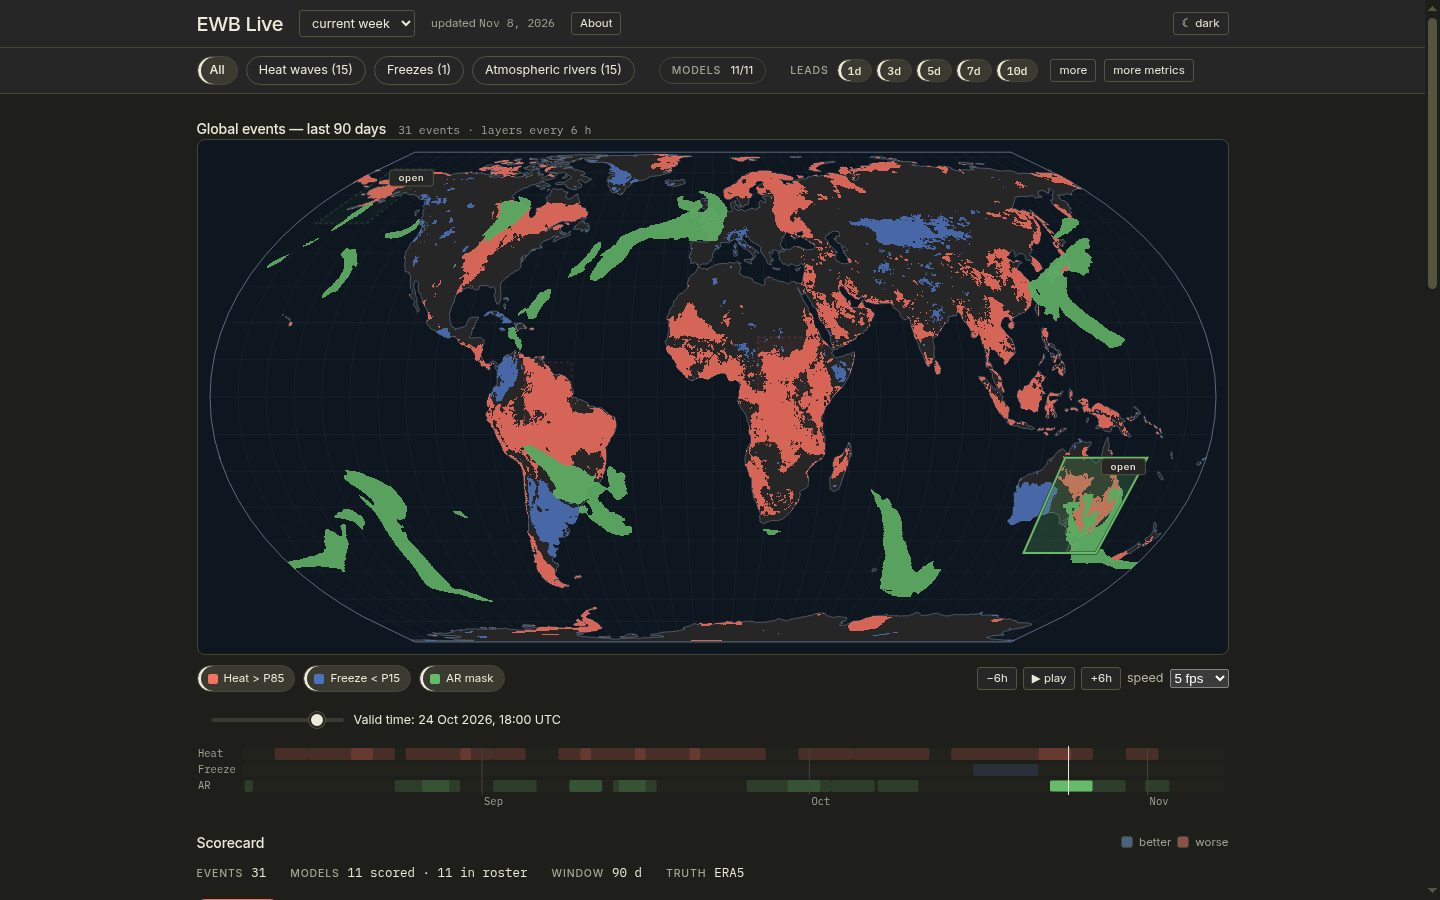 EWB Live current week updated Nov 8, 2026 About ☾ dark
All Heat waves (15) Freezes (1) Atmospheric rivers (15) MODELS 11/11 LEADS 1d 3d 5d 7d 10d more more metrics
Global events — last 90 days 31 events · layers every 6 h
open
open
Heat > P85 Freeze < P15 AR mask −6h ▶ play +6h speed 5 fps
Valid time: 24 Oct 2026, 18:00 UTC
Heat
Freeze
AR
Sep Oct Nov
Scorecard better worse
EVENTS 31 MODELS 11 scored · 11 in roster WINDOW 90 d TRUTH ERA5